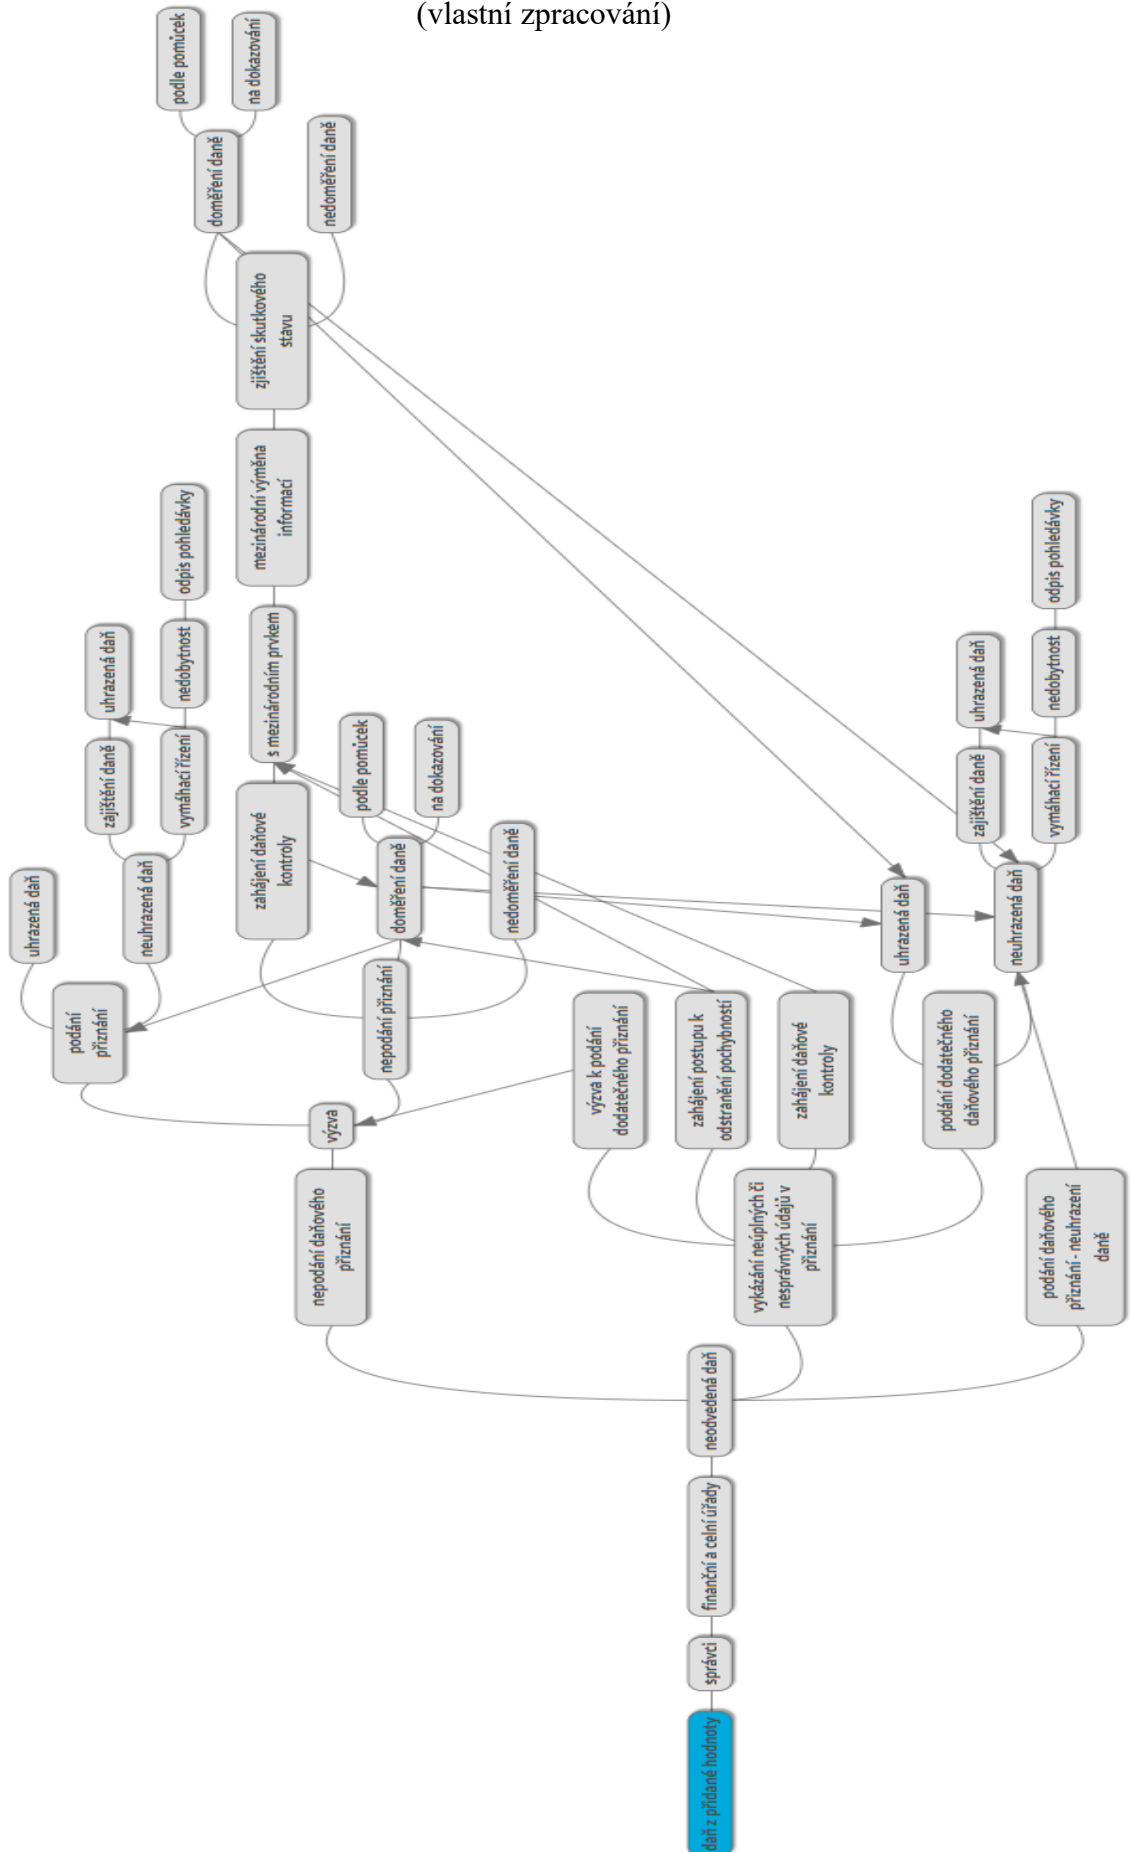 (vlastní zpracování)
daň z přidané hodnoty
správci
finanční a celní úřady
neodvedená daň
nepodání daňového
přiznání
výzva
podání
přiznání
uhrazená daň
neuhrazená daň
zajištění daně
uhrazená daň
vymáhací řízení
nedobytnost
odpis pohledávky
nepodání přiznání
zahájení daňové
kontroly
s mezinárodním prvkem
mezinárodní výměna
informací
zjištění skutkového
stavu
doměření daně
podle pomůcek
na dokazování
nedoměření daně
doměření daně
podle pomůcek
na dokazování
nedoměření daně
vykázání neúplných či
nesprávných údajů v
přiznání
výzva k podání
dodatečného přiznání
zahájení postupu k
odstranění pochybností
zahájení daňové
kontroly
podání dodatečného
daňového přiznání
uhrazená daň
neuhrazená daň
zajištění daně
uhrazená daň
vymáhací řízení
nedobytnost
odpis pohledávky
podání daňového
přiznání - neuhrazení
daně